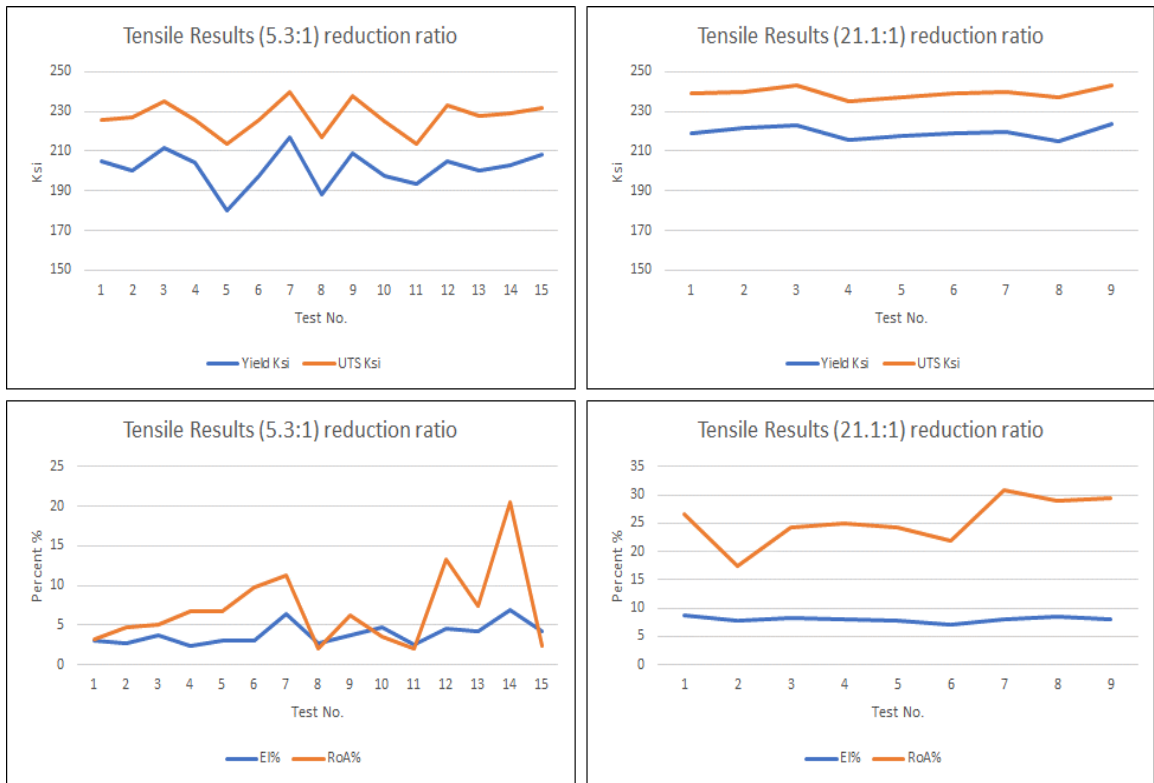 Tensile Results (5.3:1) reduction ratio
250
230
210
190
170
150
Ksi
1 2 3 4 5 6 7 8 9 10 11 12 13 14 15
Test No.
Yield Ksi UTS Ksi
Tensile Results (21.1:1) reduction ratio
250
230
210
190
170
150
Ksi
1 2 3 4 5 6 7 8 9
Test No.
Yield Ksi UTS Ksi
Tensile Results (5.3:1) reduction ratio
25
20
15
10
5
0
Percent %
1 2 3 4 5 6 7 8 9 10 11 12 13 14 15
Test No.
El% RoA%
Tensile Results (21.1:1) reduction ratio
35
30
25
20
15
10
5
0
Percent %
1 2 3 4 5 6 7 8 9
Test No.
El% RoA%